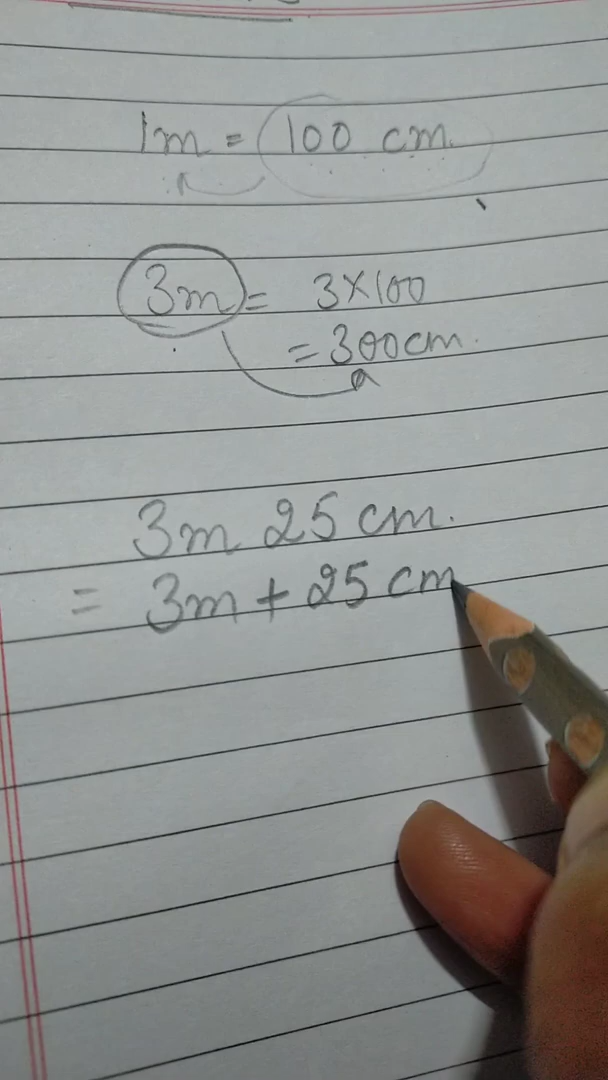 1m = 100 cm.
3m = 3×100
= 300cm.
3m 25 cm.
= 3m + 25 cm